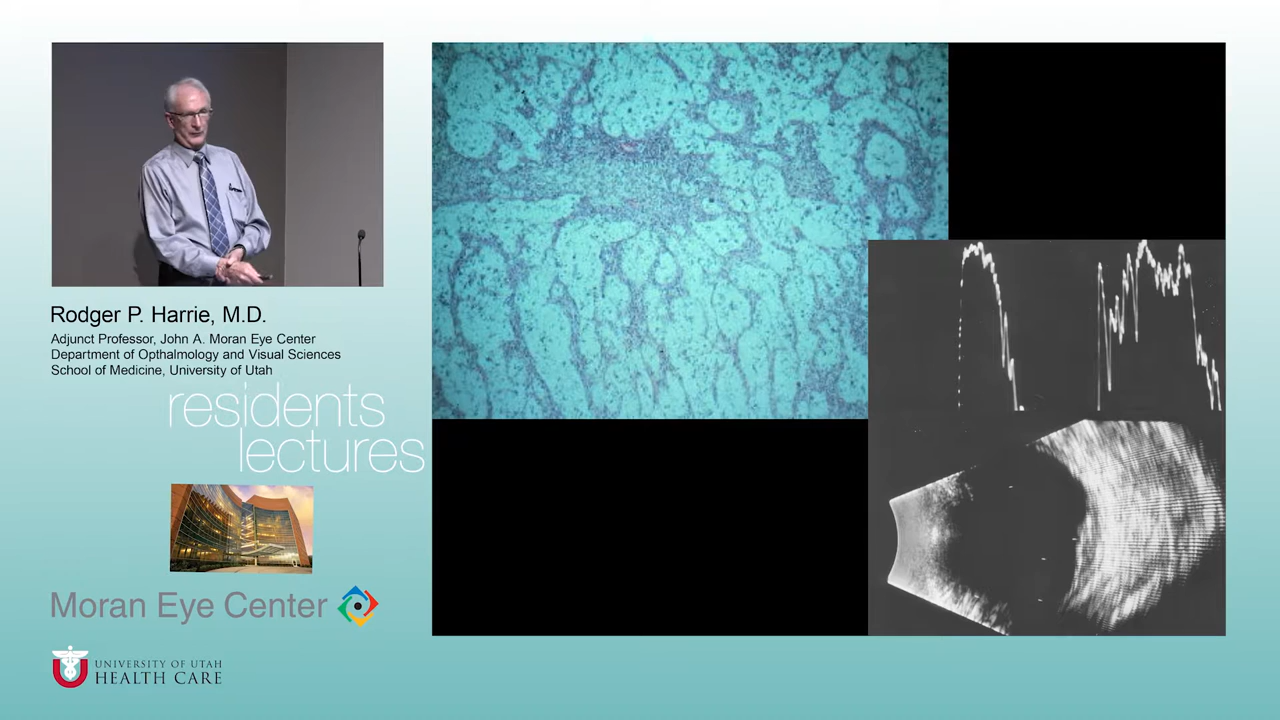 Rodger P. Harrie, M.D.
Adjunct Professor, John A. Moran Eye Center
Department of Opthalmology and Visual Sciences
School of Medicine, University of Utah
residents
lectures
Moran Eye Center
U
UNIVERSITY OF UTAH
HEALTH CARE